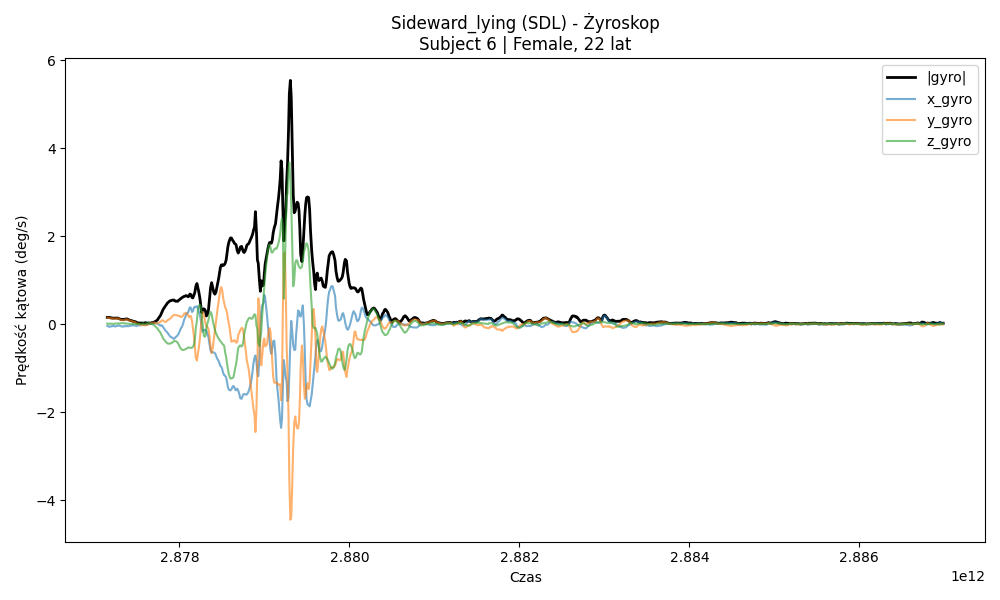 Sideward_lying (SDL) - Żyroskop
Subject 6 | Female, 22 lat
Prędkość kątowa (deg/s)
6
4
2
0
−2
−4
|gyro|
x_gyro
y_gyro
z_gyro
2.878
2.880
2.882
2.884
2.886
1e12
Czas